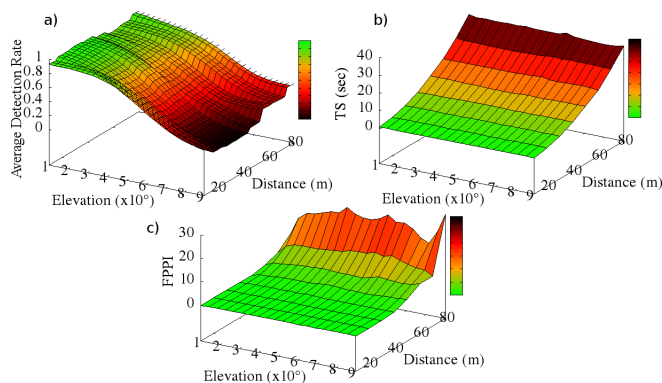 a)
Average Detection Rate
1
0.8
0.6
0.4
0.2
0
1 2 3 4 5 6 7 8 9
Elevation (x10°)
20 40 60 80
Distance (m)
b)
TS (sec)
40
30
20
10
0
1 2 3 4 5 6 7 8 9
Elevation (x10°)
20 40 60 80
Distance (m)
c)
FPPI
30
20
10
0
1 2 3 4 5 6 7 8 9
Elevation (x10°)
20 40 60 80
Distance (m)